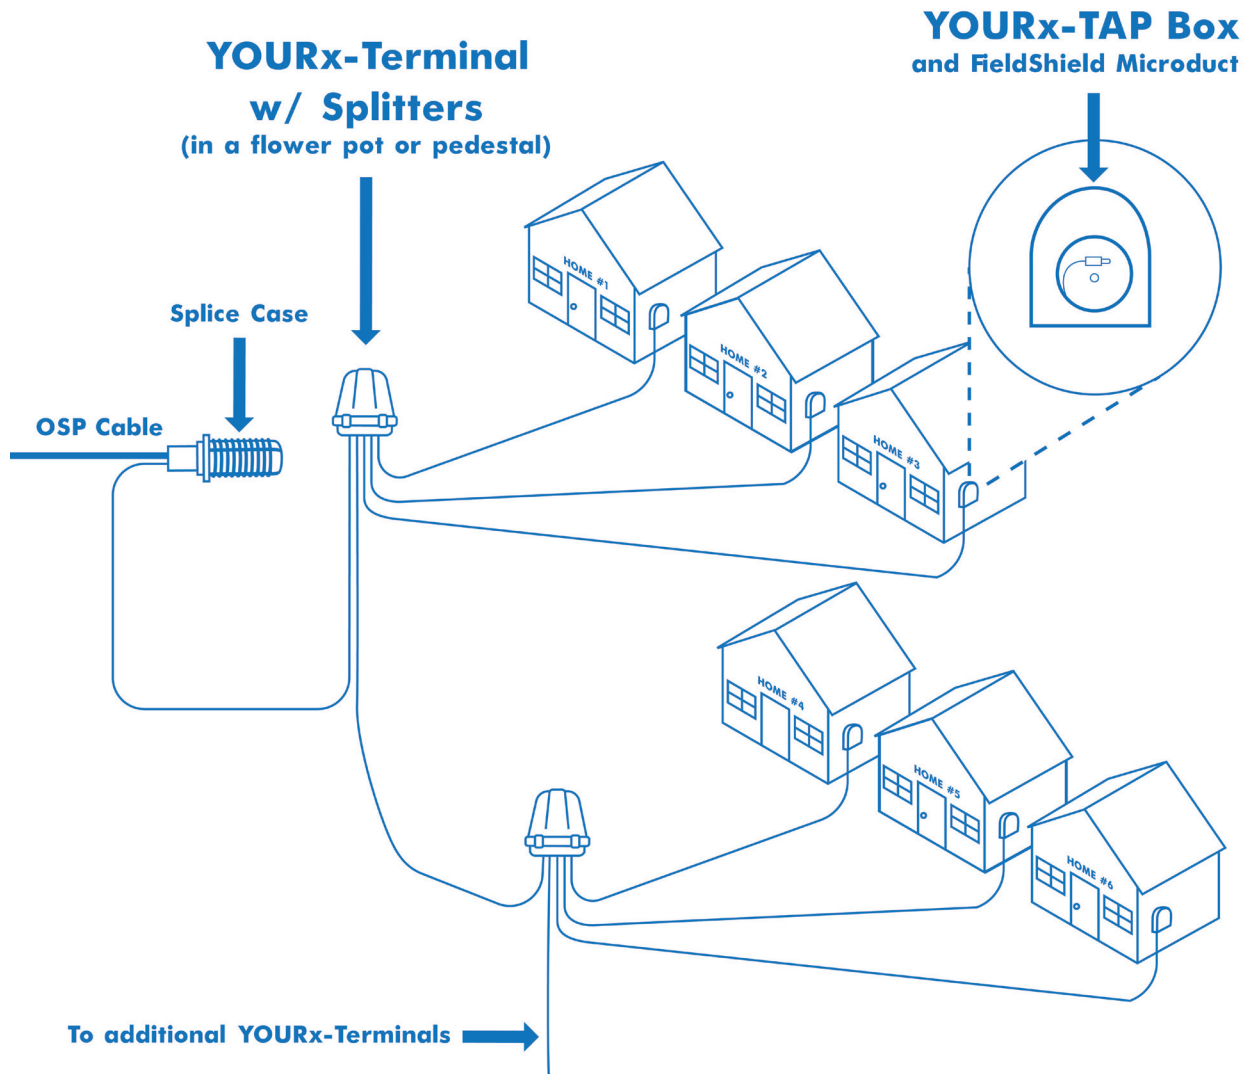 YOURx-Terminal
w/ Splitters
(in a flower pot or pedestal)
YOURx-TAP Box
and FieldShield Microduct
Splice Case
OSP Cable
HOME #1
HOME #2
HOME #3
HOME #4
HOME #5
HOME #6
To additional YOURx-Terminals